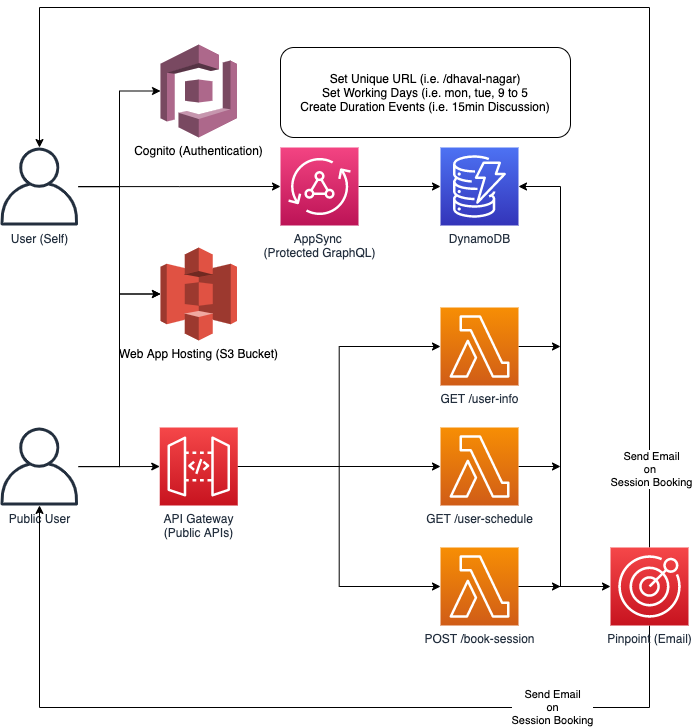 Set Unique URL (i.e. /dhaval-nagar)
Set Working Days (i.e. mon, tue, 9 to 5
Create Duration Events (i.e. 15min Discussion)
Cognito (Authentication)
User (Self)
AppSync
(Protected GraphQL)
DynamoDB
Web App Hosting (S3 Bucket)
GET /user-info
Public User
API Gateway
(Public APIs)
GET /user-schedule
Send Email
on
Session Booking
POST /book-session
Pinpoint (Email)
Send Email
on
Session Booking